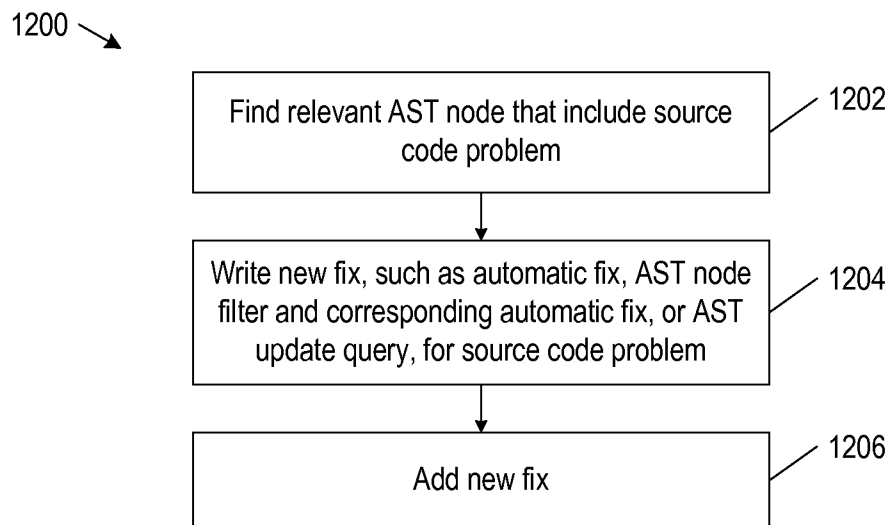 1200
Find relevant AST node that include source
code problem
1202
Write new fix, such as automatic fix, AST node
filter and corresponding automatic fix, or AST
update query, for source code problem
1204
Add new fix
1206